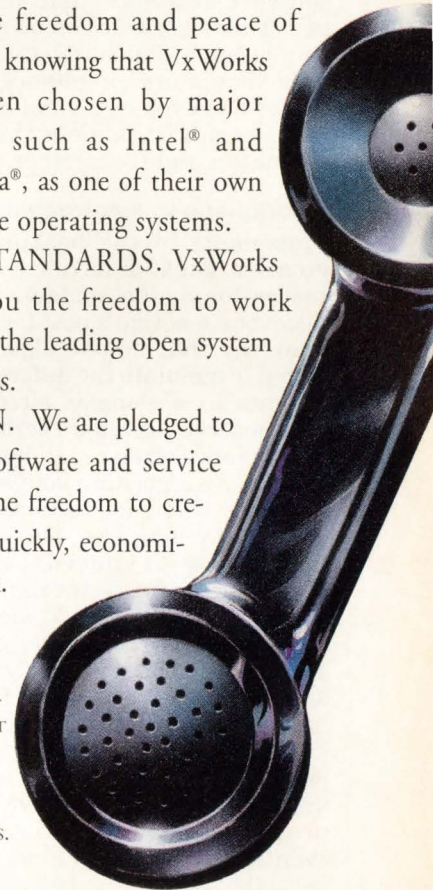 e freedom and peace of
knowing that VxWorks
en chosen by major
such as Intel® and
a®, as one of their own
e operating systems.
TANDARDS. VxWorks
ou the freedom to work
the leading open system
s.
N. We are pledged to
oftware and service
he freedom to cre-
uickly, economi-
.
T
s.